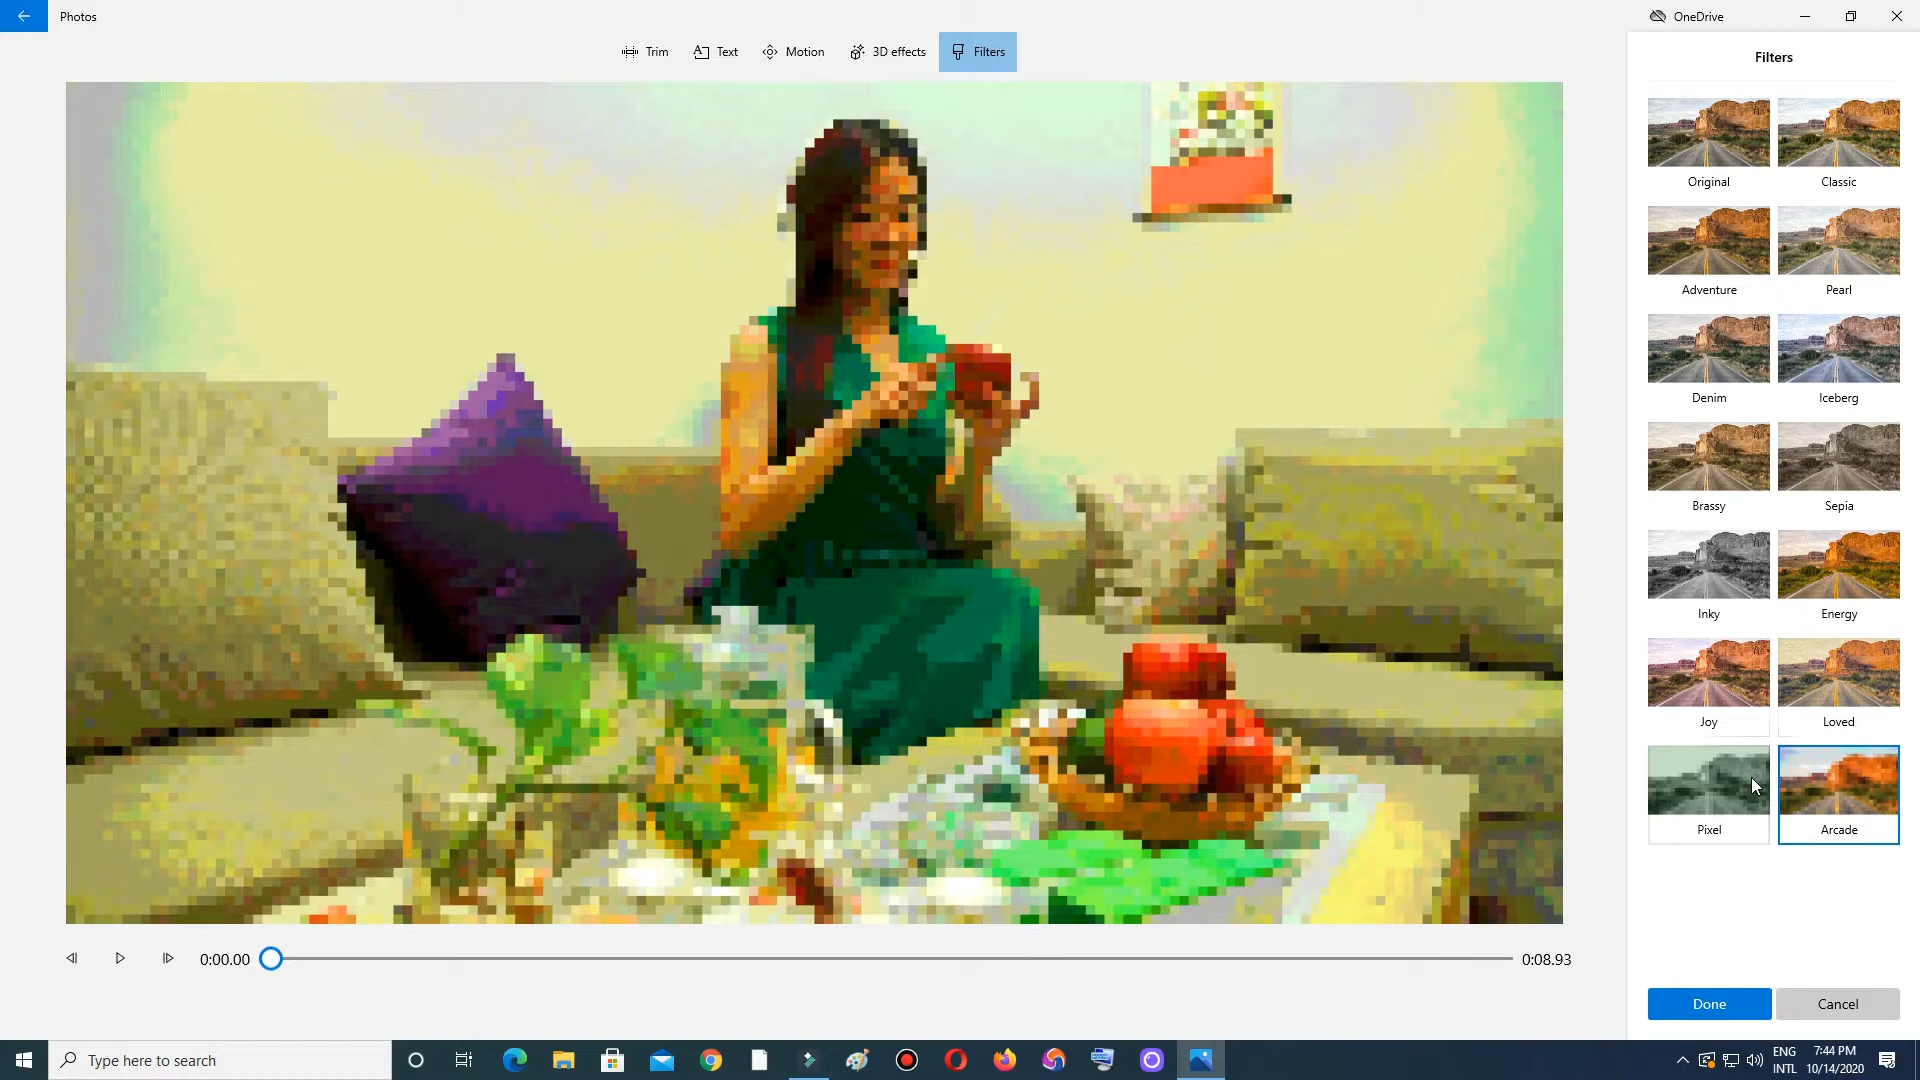 Photos
OneDrive
Trim
Text
Motion
3D effects
Filters
Filters
Original
Classic
Adventure
Pearl
Denim
Iceberg
Brassy
Sepia
Inky
Energy
Joy
Loved
Pixel
Arcade
0:00.00
0:08.93
Done
Cancel
Type here to search
ENG
INTL
7:44 PM
10/14/2020